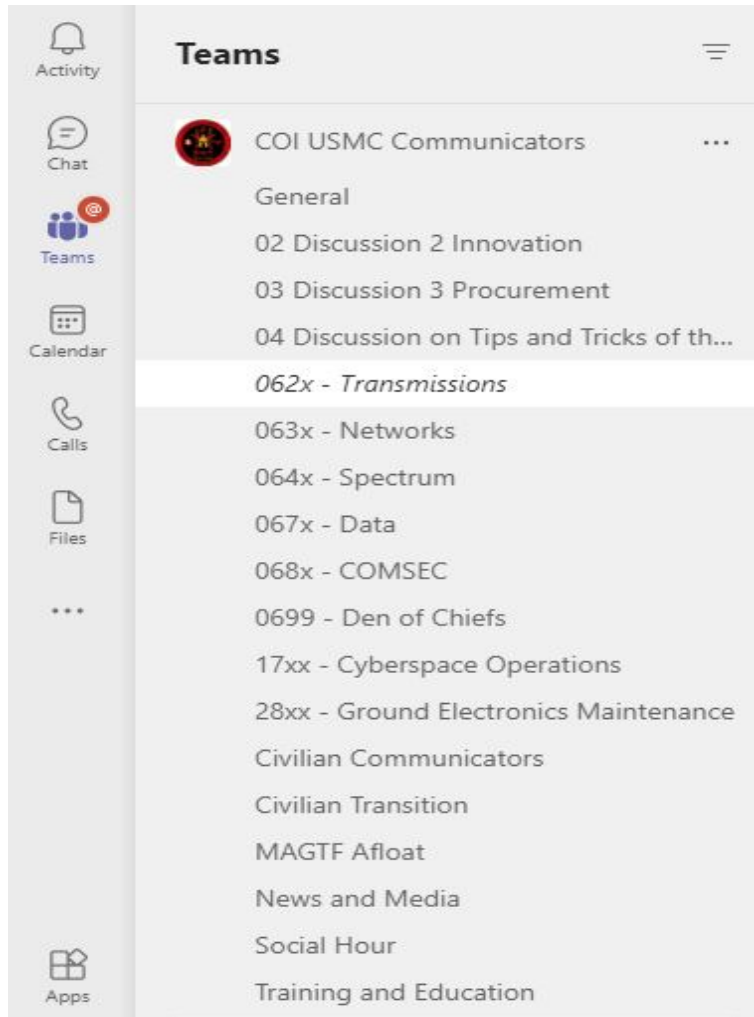 Activity
Chat
@
Teams
Calendar
Calls
Files
Apps
Teams
COI USMC Communicators
General
02 Discussion 2 Innovation
03 Discussion 3 Procurement
04 Discussion on Tips and Tricks of th...
062x - Transmissions
063x - Networks
064x - Spectrum
067x - Data
068x - COMSEC
0699 - Den of Chiefs
17xx - Cyberspace Operations
28xx - Ground Electronics Maintenance
Civilian Communicators
Civilian Transition
MAGTF Afloat
News and Media
Social Hour
Training and Education